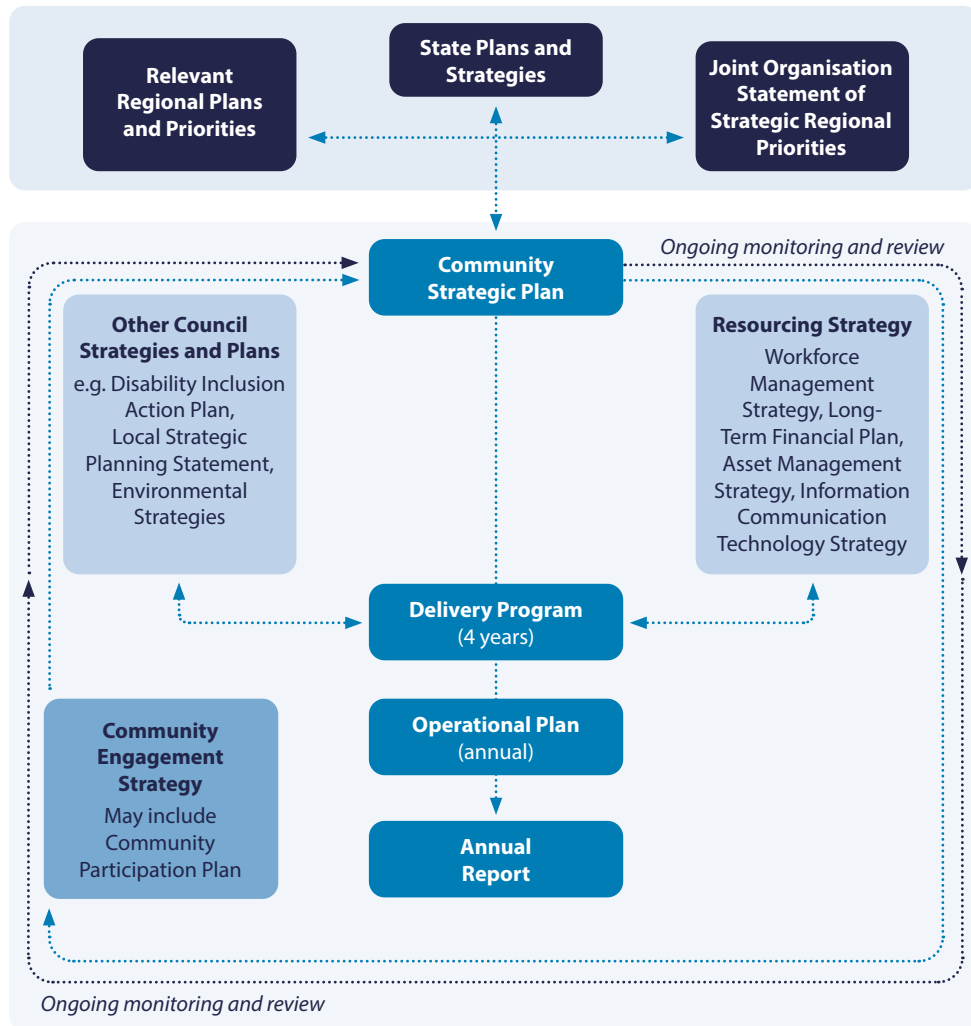 Relevant
Regional Plans
and Priorities
State Plans and
Strategies
Joint Organisation
Statement of
Strategic Regional
Priorities
Community
Strategic Plan
Ongoing monitoring and review
Other Council
Strategies and Plans
e.g. Disability Inclusion
Action Plan,
Local Strategic
Planning Statement,
Environmental
Strategies
Resourcing Strategy
Workforce
Management
Strategy, Long-
Term Financial Plan,
Asset Management
Strategy, Information
Communication
Technology Strategy
Delivery Program
(4 years)
Community
Engagement
Strategy
May include
Community
Participation Plan
Operational Plan
(annual)
Annual
Report
Ongoing monitoring and review